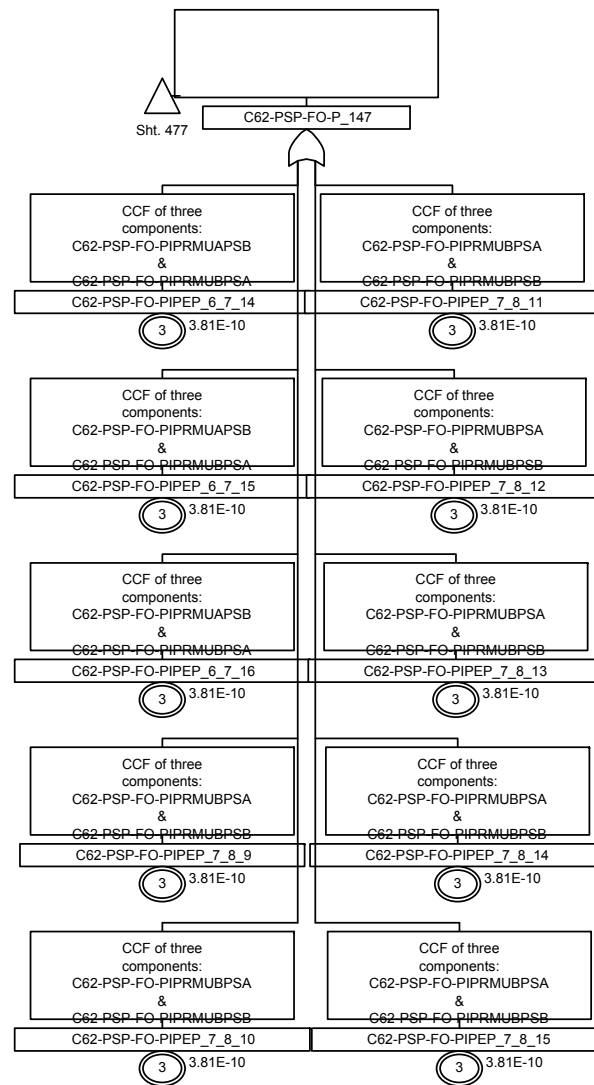 C62-PSP-FO-P_147
Sht. 477
CCF of three
components:
C62-PSP-FO-PIPRMUAPSB
&
C62-PSP-FO-PIPRMUBPSA
C62-PSP-FO-PIPEP_6_7_14
3
3.81E-10
CCF of three
components:
C62-PSP-FO-PIPRMUBPSA
&
C62-PSP-FO-PIPRMUBPSB
C62-PSP-FO-PIPEP_7_8_11
3
3.81E-10
CCF of three
components:
C62-PSP-FO-PIPRMUAPSB
&
C62-PSP-FO-PIPRMUBPSA
C62-PSP-FO-PIPEP_6_7_15
3
3.81E-10
CCF of three
components:
C62-PSP-FO-PIPRMUBPSA
&
C62-PSP-FO-PIPRMUBPSB
C62-PSP-FO-PIPEP_7_8_12
3
3.81E-10
CCF of three
components:
C62-PSP-FO-PIPRMUAPSB
&
C62-PSP-FO-PIPRMUBPSA
C62-PSP-FO-PIPEP_6_7_16
3
3.81E-10
CCF of three
components:
C62-PSP-FO-PIPRMUBPSA
&
C62-PSP-FO-PIPRMUBPSB
C62-PSP-FO-PIPEP_7_8_13
3
3.81E-10
CCF of three
components:
C62-PSP-FO-PIPRMUBPSA
&
C62-PSP-FO-PIPRMUBPSB
C62-PSP-FO-PIPEP_7_8_9
3
3.81E-10
CCF of three
components:
C62-PSP-FO-PIPRMUBPSA
&
C62-PSP-FO-PIPRMUBPSB
C62-PSP-FO-PIPEP_7_8_14
3
3.81E-10
CCF of three
components:
C62-PSP-FO-PIPRMUBPSA
&
C62-PSP-FO-PIPRMUBPSB
C62-PSP-FO-PIPEP_7_8_10
3
3.81E-10
CCF of three
components:
C62-PSP-FO-PIPRMUBPSA
&
C62-PSP-FO-PIPRMUBPSB
C62-PSP-FO-PIPEP_7_8_15
3
3.81E-10